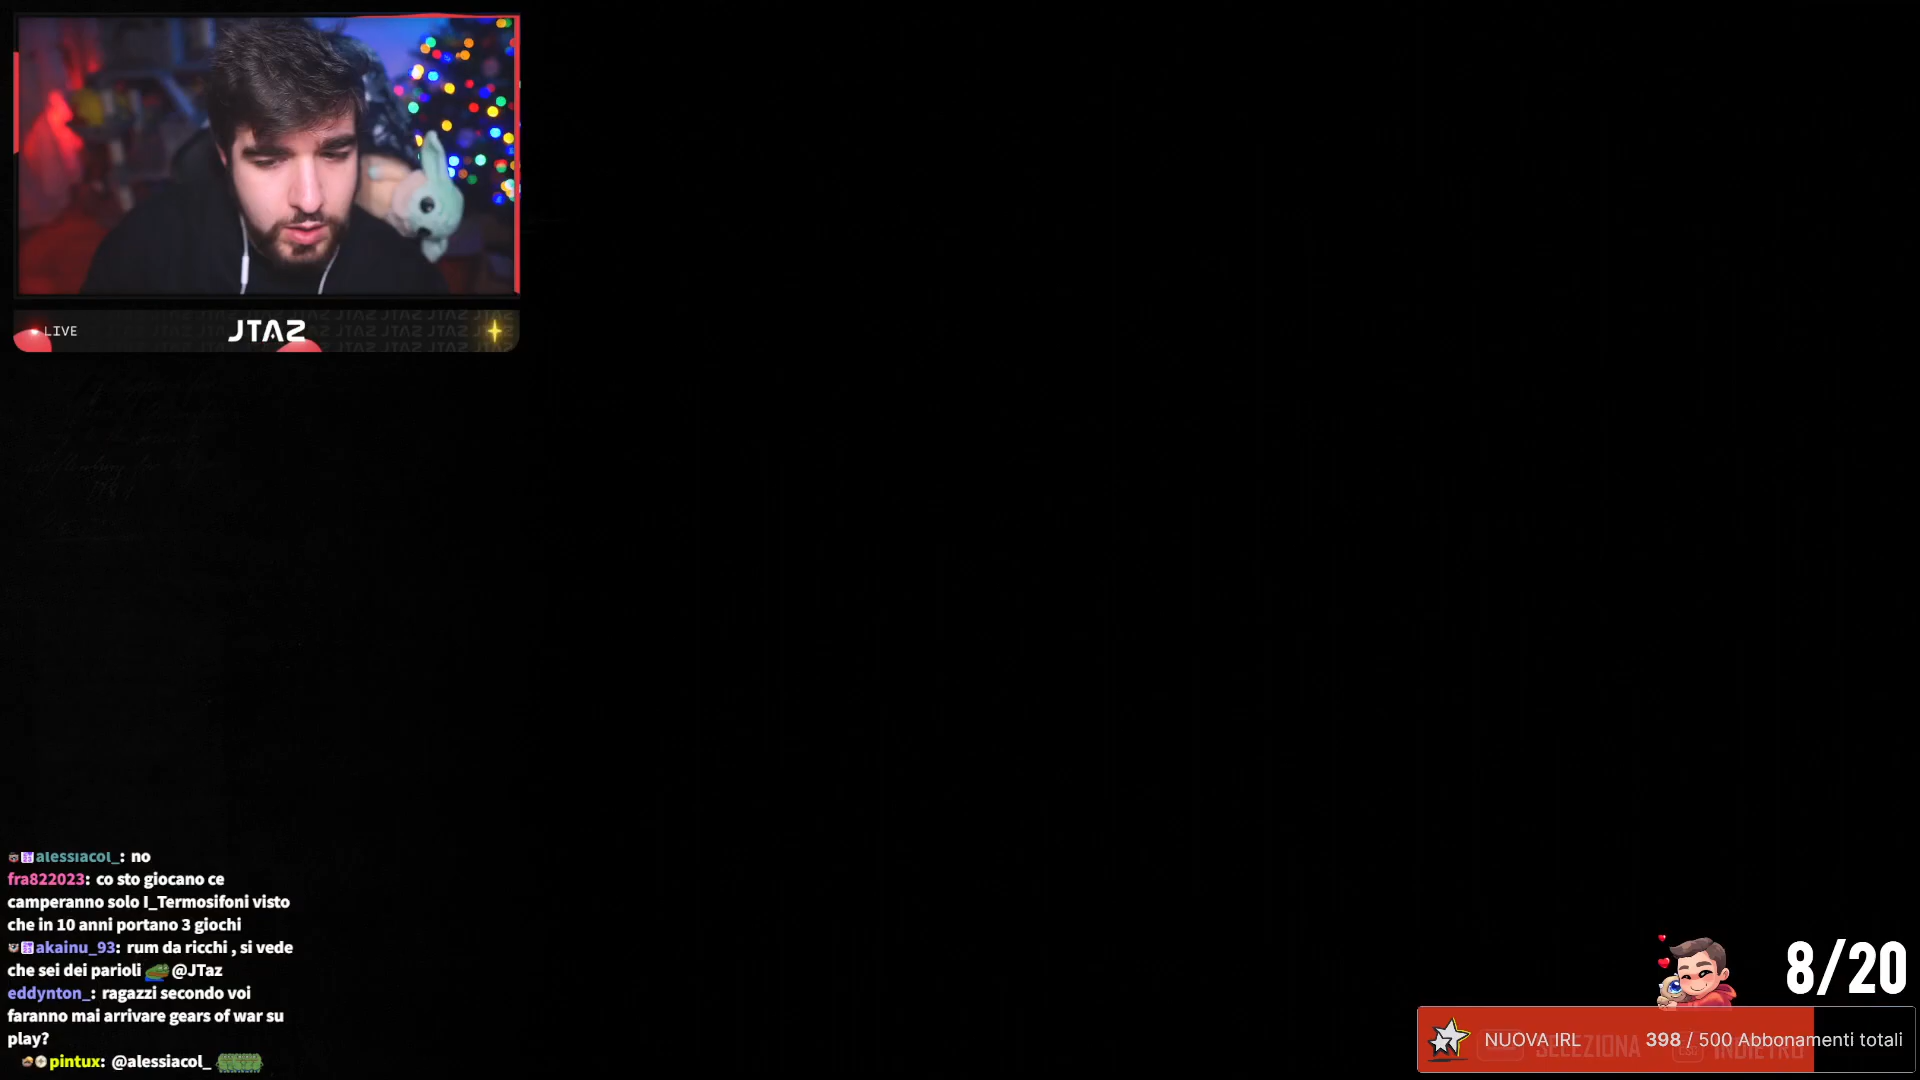 LIVE
JTAZ
alessiacol_: no
fra822023: co sto giocano ce
camperanno solo I_Termosifoni visto
che in 10 anni portano 3 giochi
akainu_93: rum da ricchi , si vede
che sei dei parioli @JTaz
eddynton_: ragazzi secondo voi
faranno mai arrivare gears of war su
play?
pintux: @alessiacol_
8/20
NUOVA IRL 398 / 500 Abbonamenti totali
SELEZIONA INDIETRO